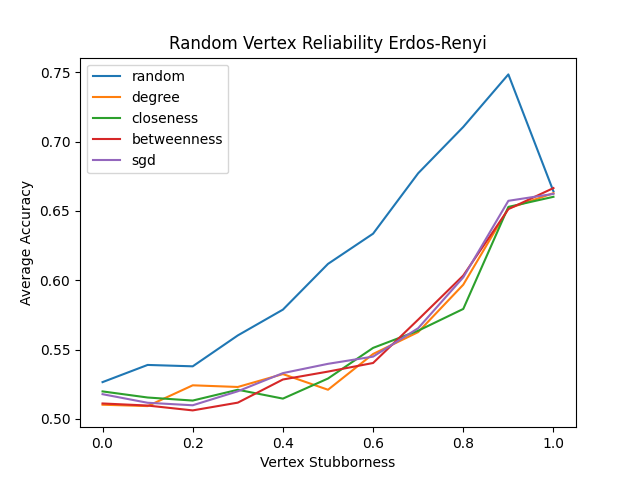 Random Vertex Reliability Erdos-Renyi
random
degree
closeness
betweenness
sgd
Average Accuracy
0.75
0.70
0.65
0.60
0.55
0.50
0.0
0.2
0.4
0.6
0.8
1.0
Vertex Stubborness